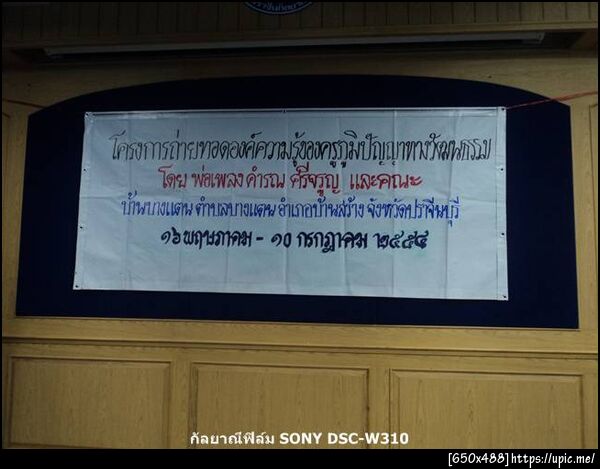 โครงการถ่ายทอดองค์ความรู้ของครูภูมิปัญญาทางวัฒนธรรม
โดย พ่อเพลง คำรณ ศรีจรูญ และคณะ
บ้านบางแตน ตำบลบางแตน อำเภอบ้านสร้าง จังหวัดปราจีนบุรี
๑๖ พฤษภาคม - ๑๐ กรกฎาคม ๒๕๕๔
กัลยาณีฟิล์ม SONY DSC-W310
[650x488]https://upic.me/